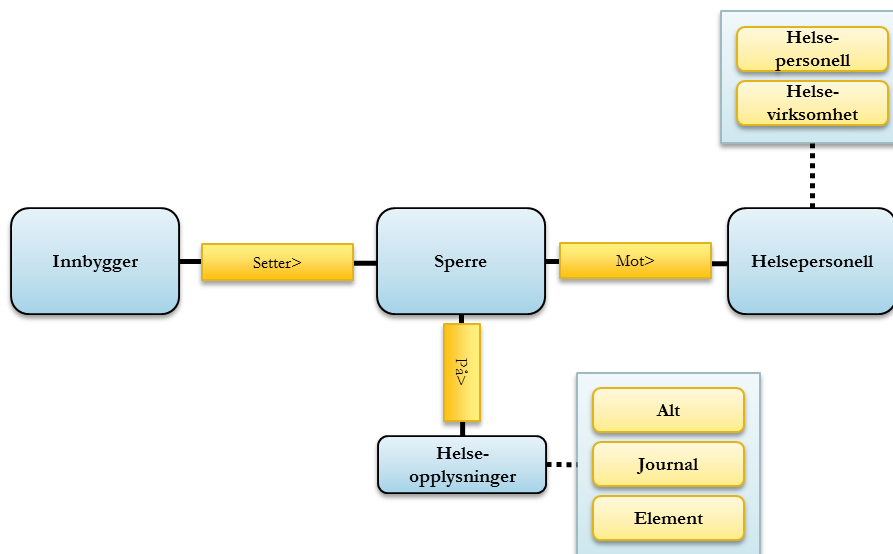 Helse-
personell
Helse-
virksomhet
Innbygger
Setter>
Sperre
Mot>
Helsepersonell
På>
Helse-
opplysninger
Alt
Journal
Element